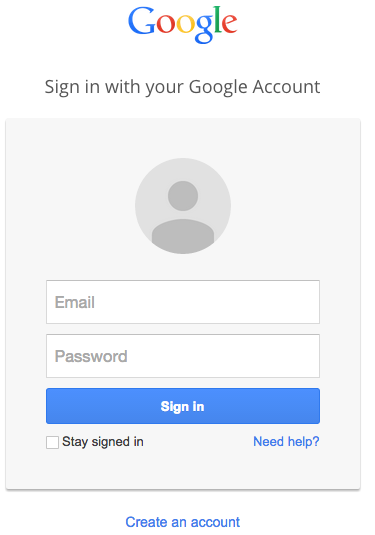 Google
Sign in with your Google Account
Email
Password
Sign in
Stay signed in Need help?
Create an account